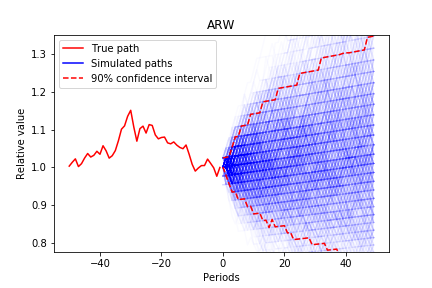 ARW
True path
Simulated paths
90% confidence interval
Relative value
1.3
1.2
1.1
1.0
0.9
0.8
−40
−20
0
20
40
Periods